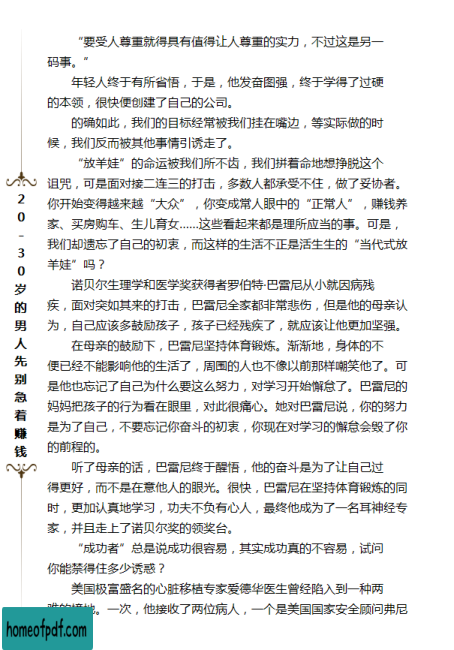 “要受人尊重就得具有值得让人尊重的实力，不过这是另一
码事。”
年轻人终于有所省悟，于是，他发奋图强，终于学得了过硬
的本领，很快便创建了自己的公司。
的确如此，我们的目标经常被我们挂在嘴边，等实际做的时
候，我们反而被其他事情引诱走了。
“放羊娃”的命运被我们所不齿，我们拼着命地想挣脱这个
诅咒，可是面对接二连三的打击，多数人都承受不住，做了妥协者。
你开始变得越来越“大众”，你变成常人眼中的“正常人”，赚钱养
家、买房购车、生儿育女……这些看起来都是理所应当的事。可是，
我们却遗忘了自己的初衷，而这样的生活不正是活生生的“当代式放
羊娃”吗？
诺贝尔生理学和医学奖获得者罗伯特·巴雷尼从小就因病残
疾，面对突如其来的打击，巴雷尼全家都非常悲伤，但是他的母亲认
为，自己应该多鼓励孩子，孩子已经残疾了，就应该让他更加坚强。
在母亲的鼓励下，巴雷尼坚持体育锻炼。渐渐地，身体的不
便已经不能影响他的生活了，周围的人也不像以前那样嘲笑他了。可
是他也忘记了自己为什么要这么努力，对学习开始懈怠了。巴雷尼的
妈妈把孩子的行为看在眼里，对此很痛心。她对巴雷尼说，你的努力
是为了自己，不要忘记你奋斗的初衷，你现在对学习的懈怠会毁了你
的前程的。
听了母亲的话，巴雷尼终于醒悟，他的奋斗是为了让自己过
得更好，而不是在意他人的眼光。很快，巴雷尼在坚持体育锻炼的同
时，更加认真地学习，功夫不负有心人，最终他成为了一名耳神经专
家，并且走上了诺贝尔奖的领奖台。
“成功者”总是说成功很容易，其实成功真的不容易，试问
你能禁得住多少诱惑？
美国极富盛名的心脏移植专家爱德华医生曾经陷入到一种两
难的境地。一次，他接收了两位病人，一个是美国国家安全顾问弗尼
20-30岁的男人先别急着赚钱
homeofpdf.com